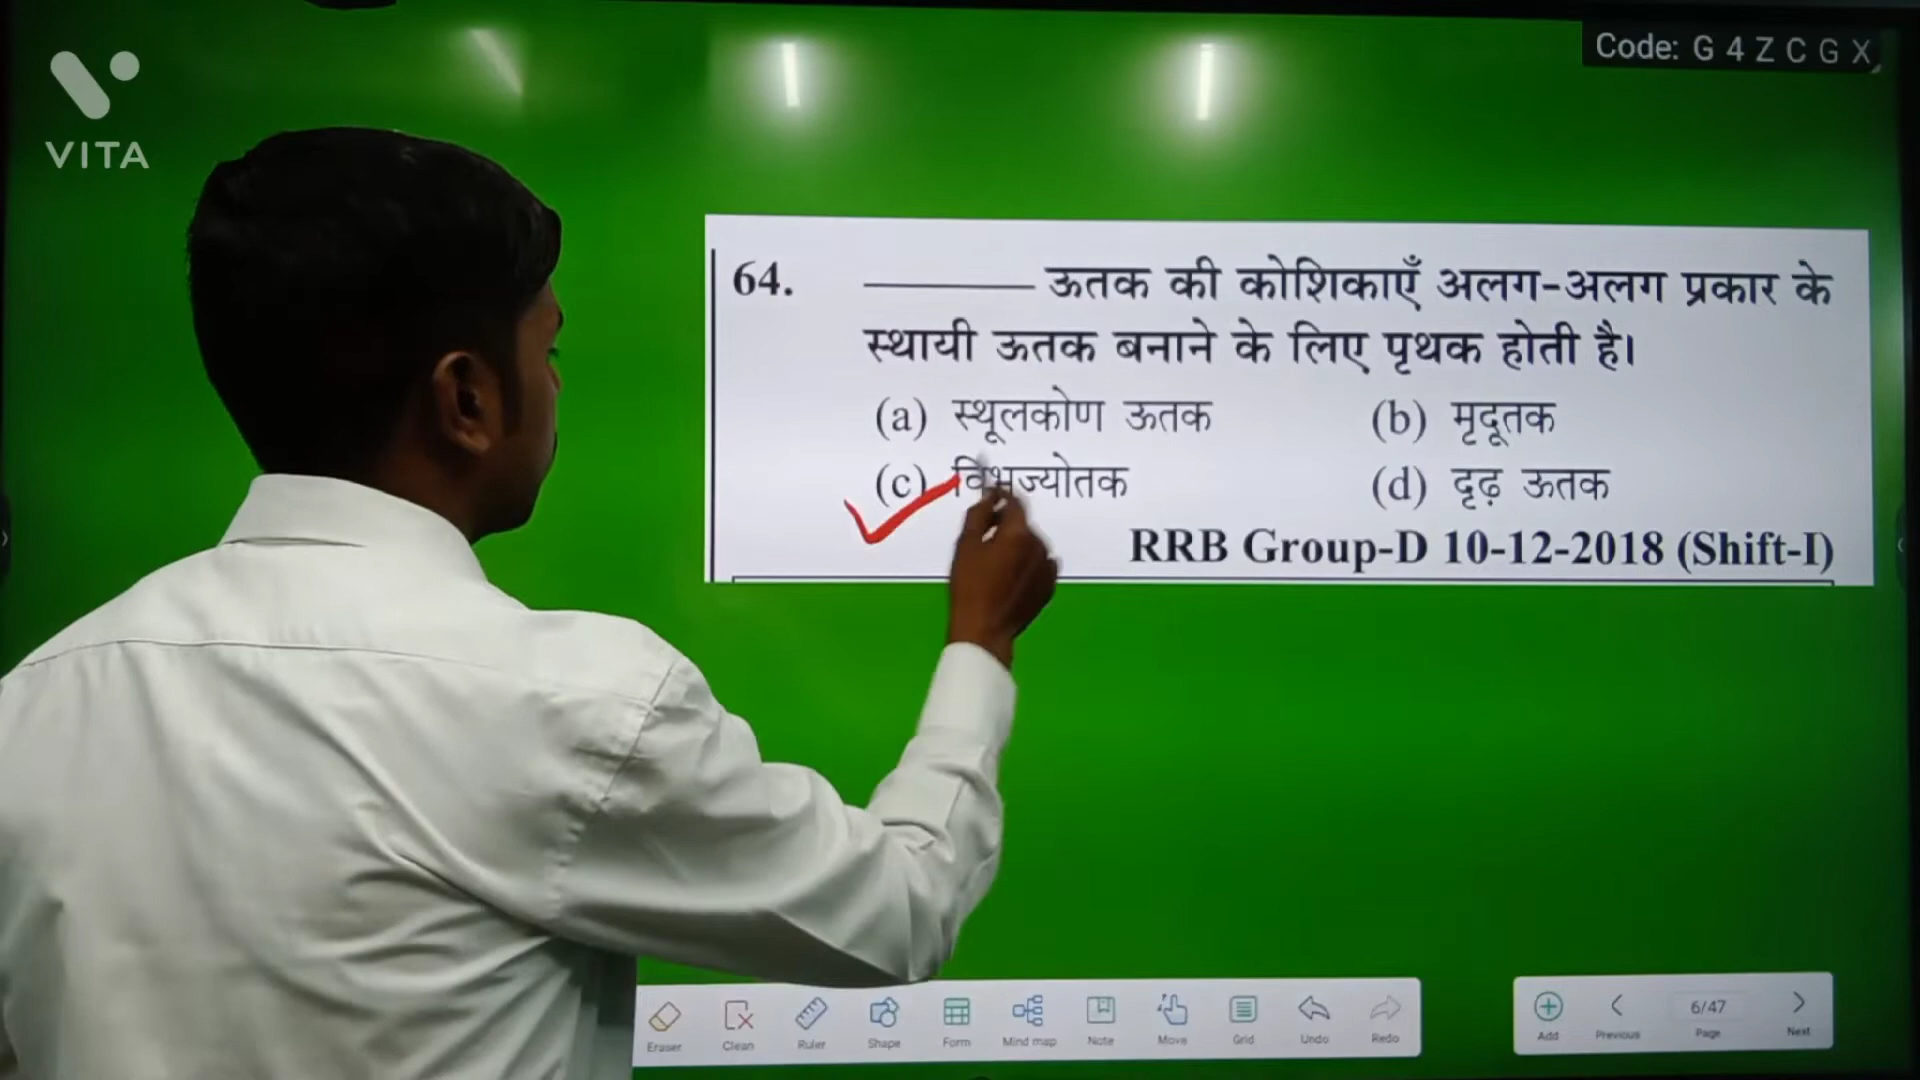 VITA
Code: G 4 Z C G X
64. ऊतक की कोशिकाएँ अलग-अलग प्रकार के
स्थायी ऊतक बनाने के लिए पृथक होती है।
(a) स्थूलकोण ऊतक (b) मृदूतक
(c) विभज्योतक (d) दृढ़ ऊतक
RRB Group-D 10-12-2018 (Shift-I)
Eraser Clean Ruler Shape Form Mind map Note Move Grid Undo Redo
6/47
Add Previous Page Next